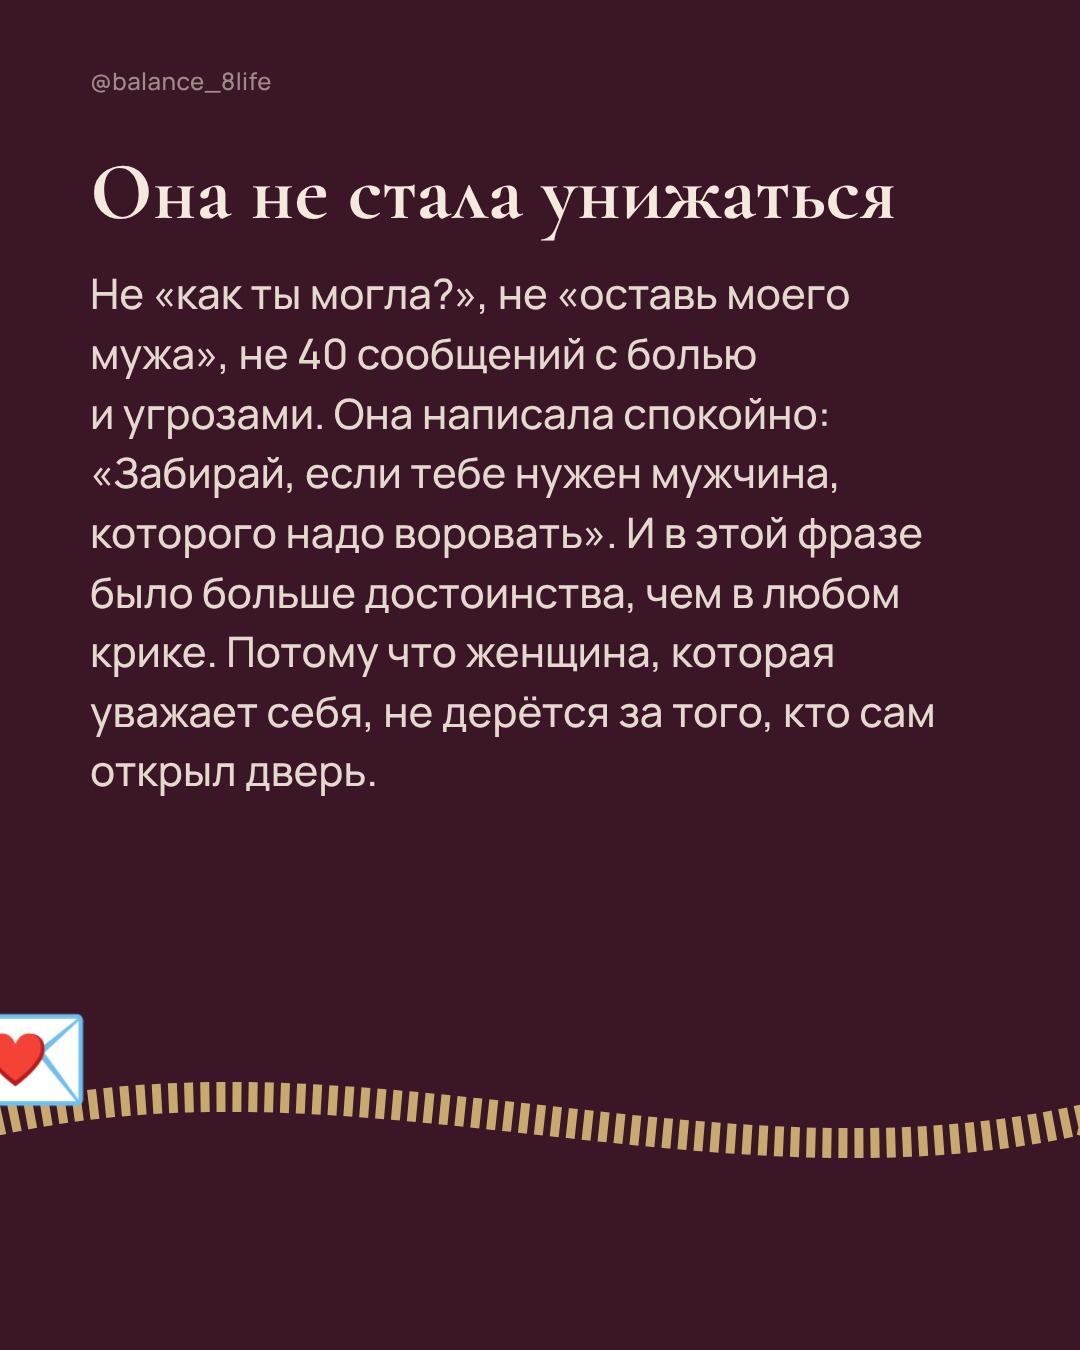 @balance_8life
Она не стала унижаться
Не «как ты могла?», не «оставь моего
мужа», не 40 сообщений с болью
и угрозами. Она написала спокойно:
«Забирай, если тебе нужен мужчина,
которого надо воровать». И в этой фразе
было больше достоинства, чем в любом
крике. Потому что женщина, которая
уважает себя, не дерётся за того, кто сам
открыл дверь.